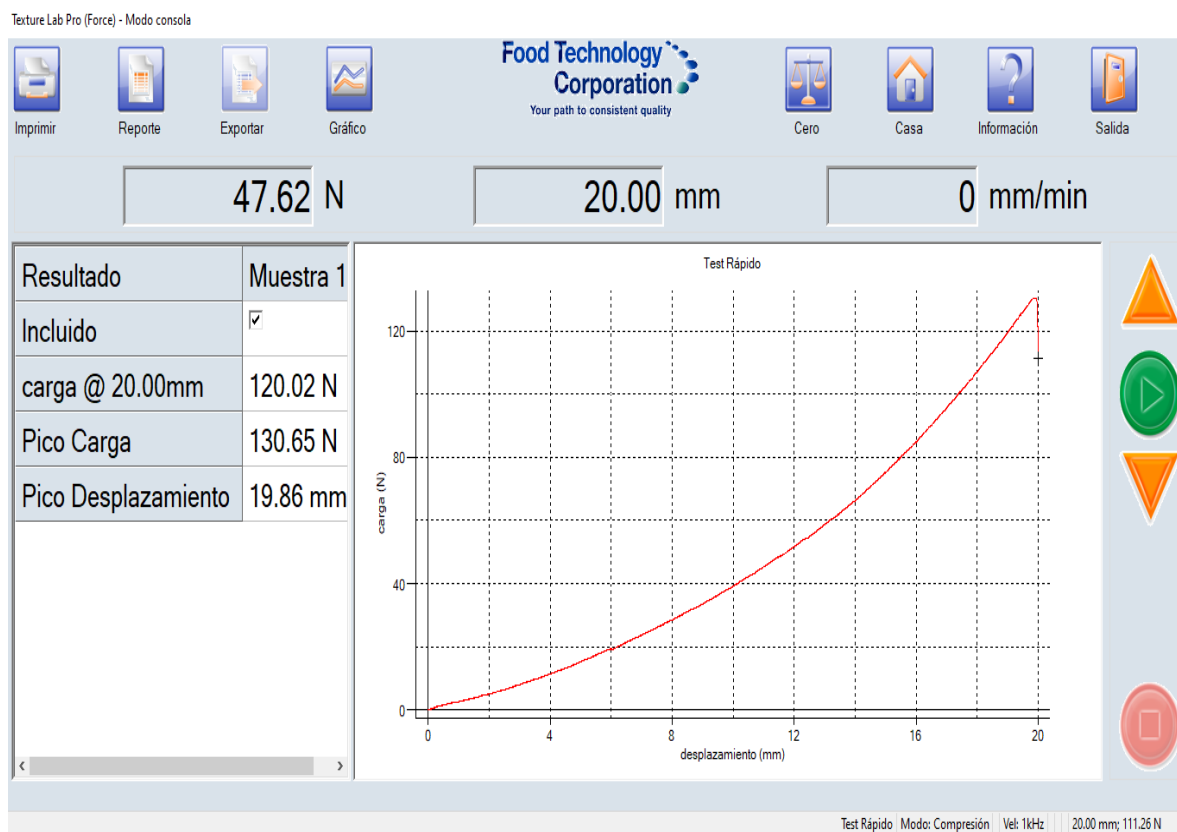 Texture Lab Pro (Force) - Modo consola
Imprimir
Reporte
Exportar
Gráfico
Food Technology
Corporation
Your path to consistent quality
Cero
Casa
Información
Salida
47.62 N
20.00 mm
0 mm/min
Resultado Muestra 1
Incluido
carga @ 20.00mm 120.02 N
Pico Carga 130.65 N
Pico Desplazamiento 19.86 mm
Test Rápido
120
80
40
0
carga (N)
0 4 8 12 16 20
desplazamiento (mm)
Test Rápido Modo: Compresión Vel: 1kHz 20.00 mm; 111.26 N